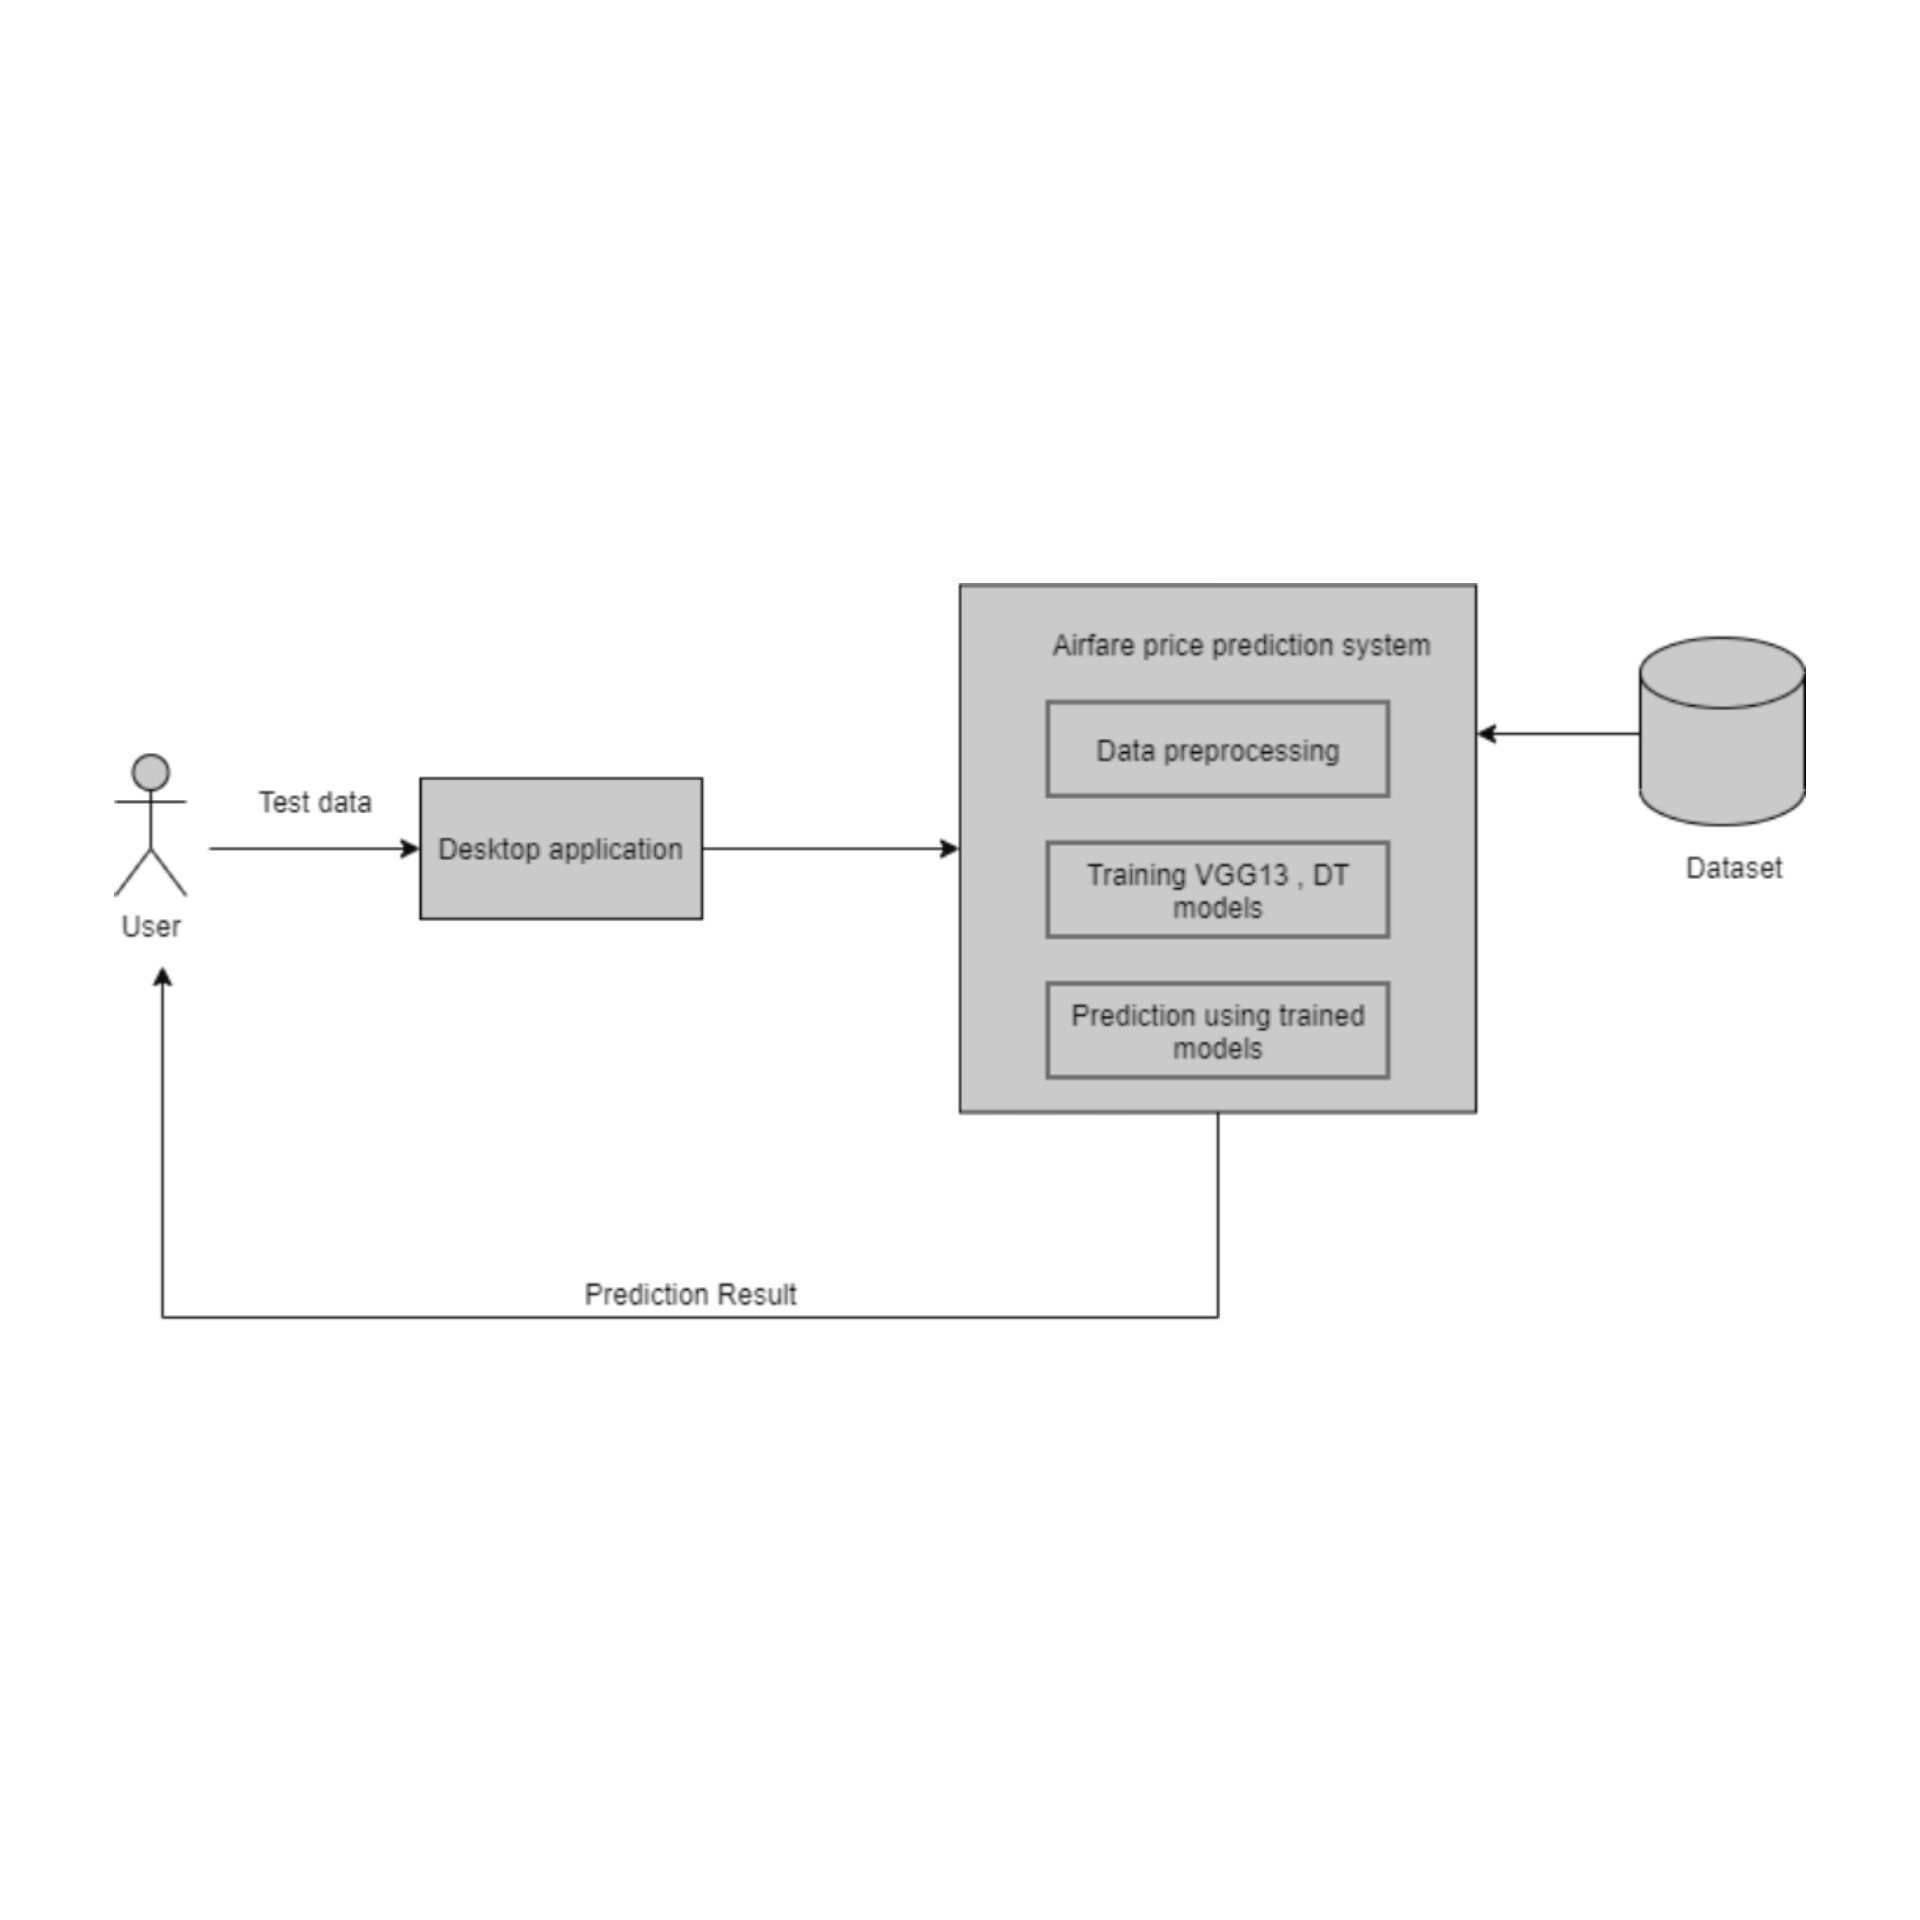 Airfare price prediction system
Data preprocessing
Test data
Desktop application
Training VGG13 , DT
models
Dataset
User
Prediction using trained
models
Prediction Result